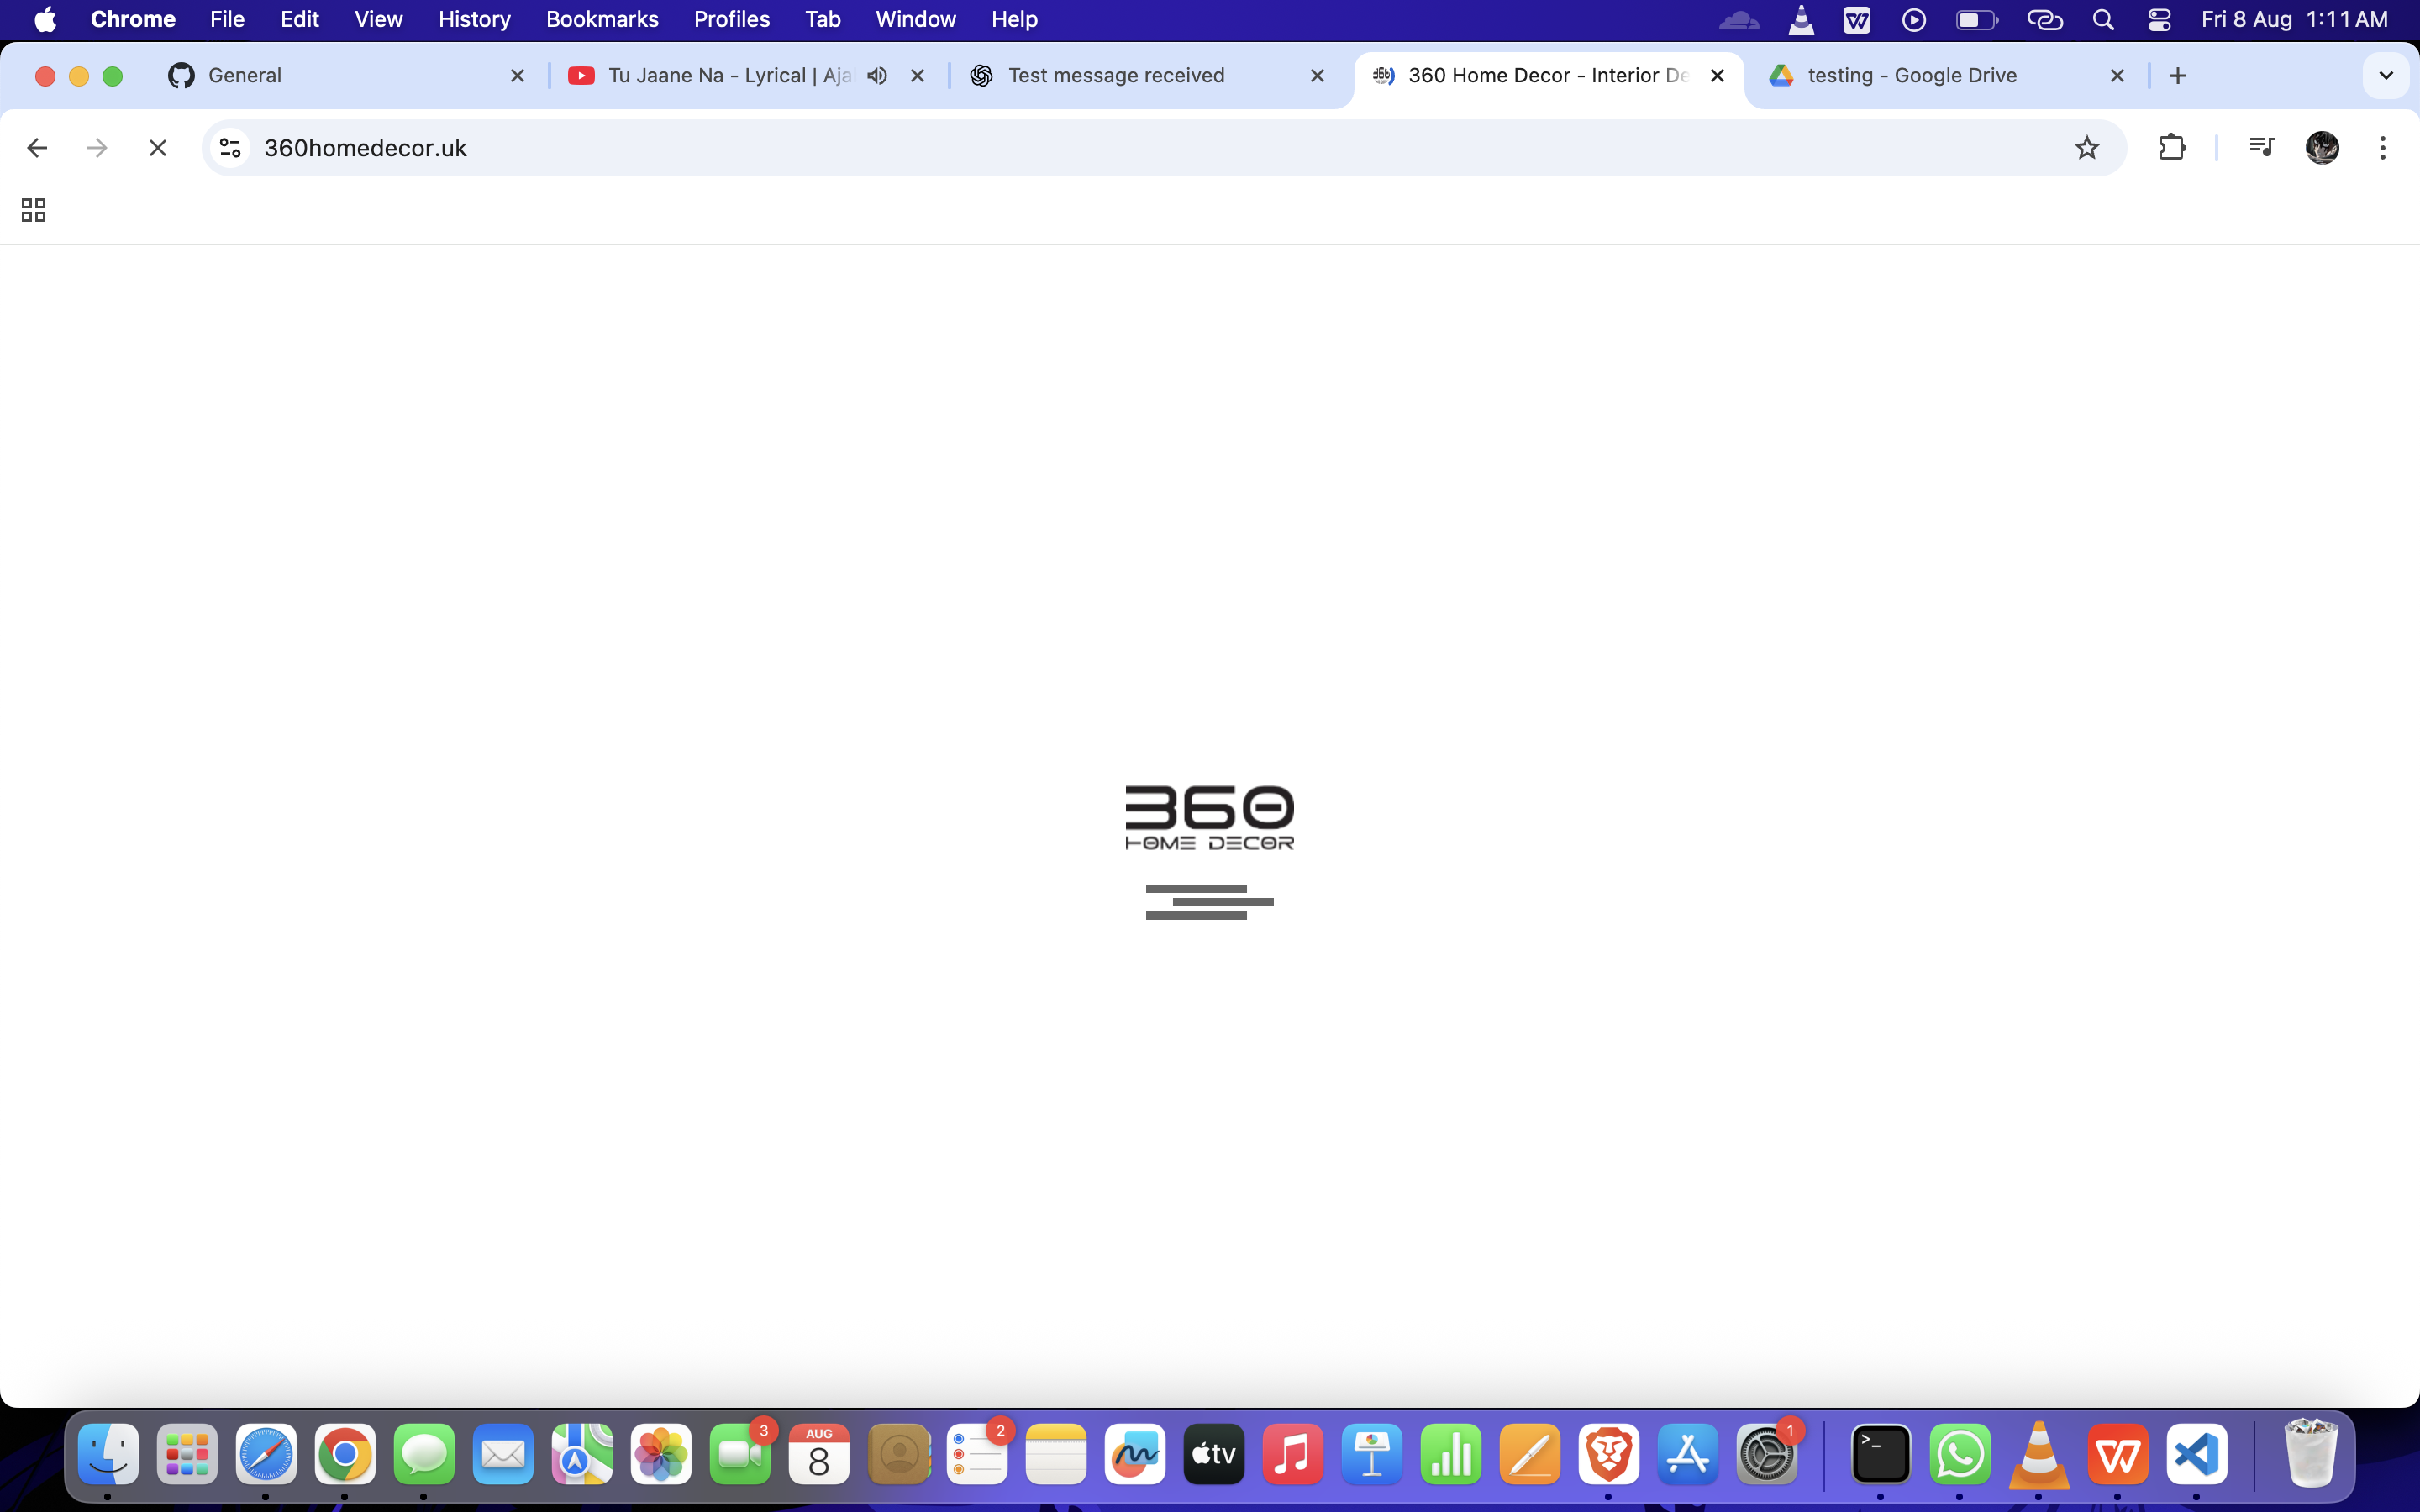 Chrome File Edit View History Bookmarks Profiles Tab Window Help Fri 8 Aug 1:11 AM
General Tu Jaane Na - Lyrical | Aja Test message received 360 Home Decor - Interior De testing - Google Drive
360homedecor.uk
360
HOME DECOR
3 AUG 2 1
8 tv >_